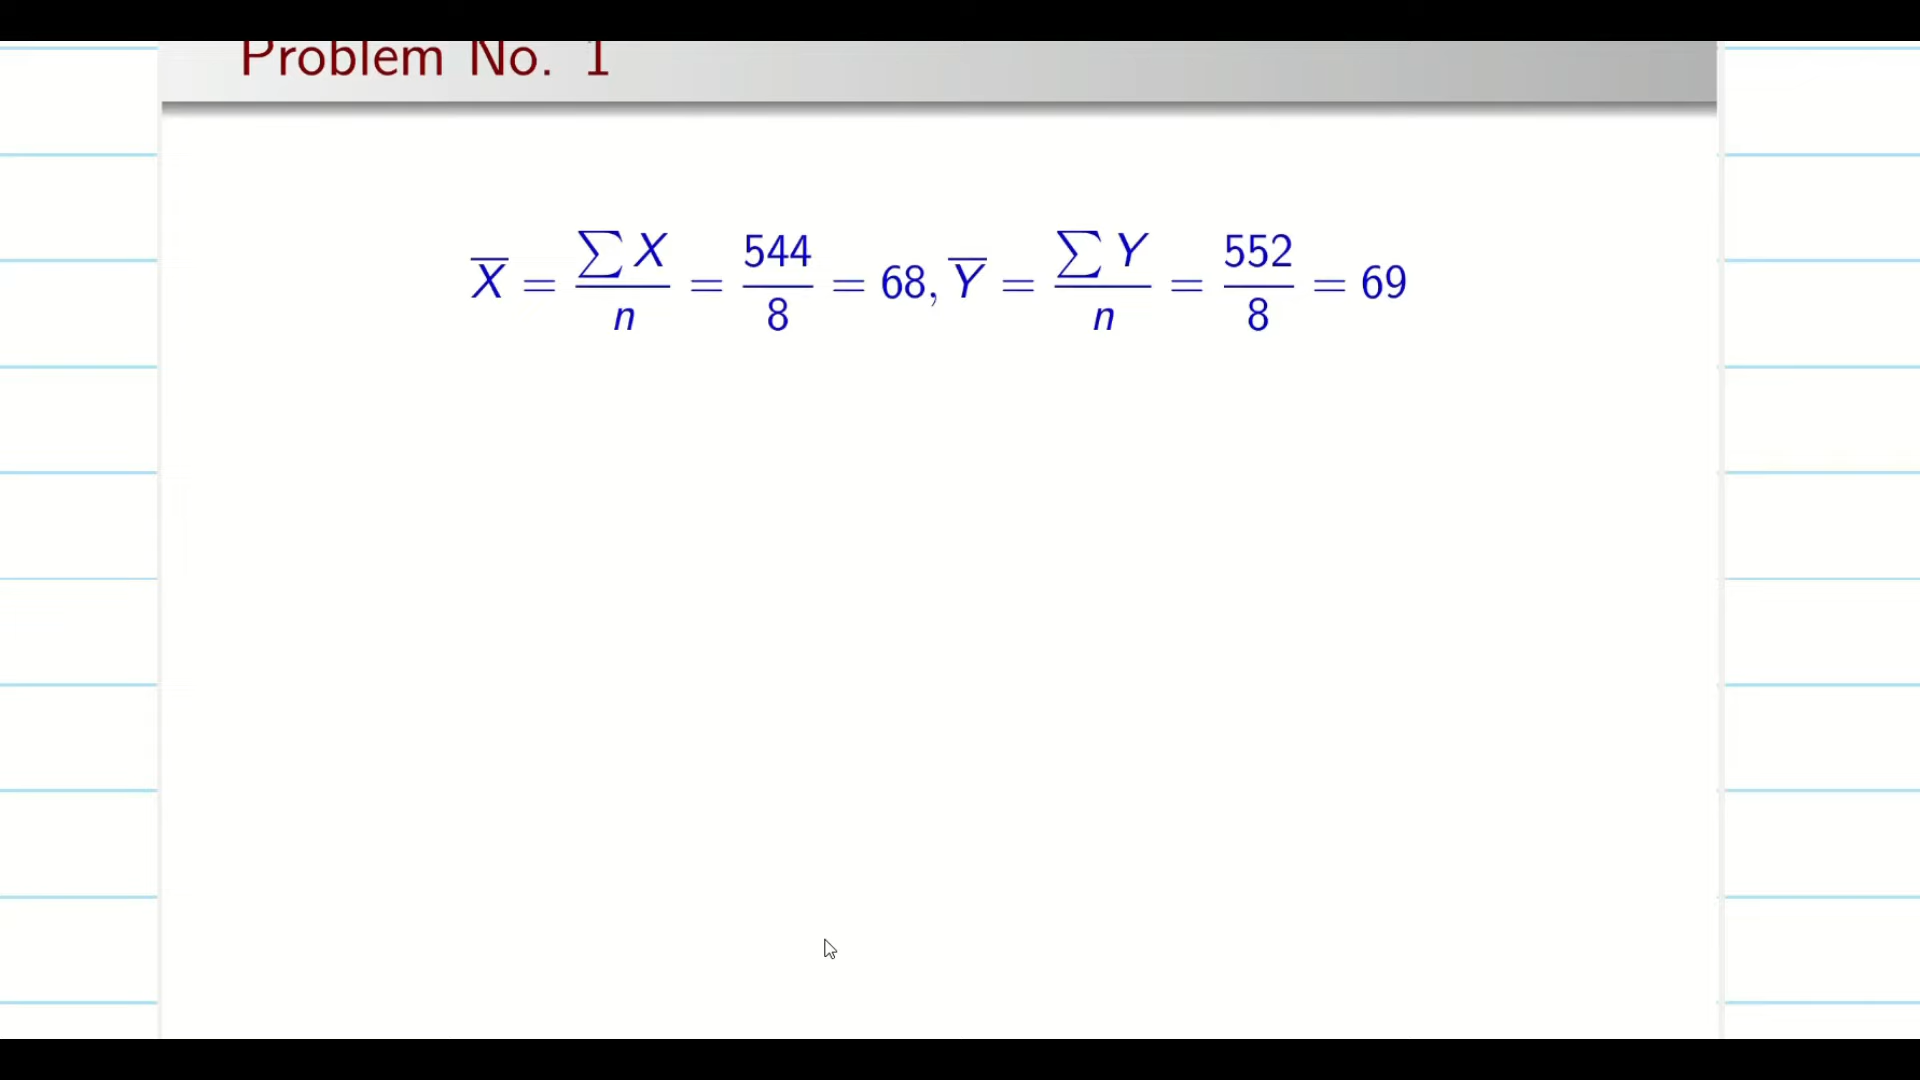 Problem No. 1
X̅ = ∑X/n = 544/8 = 68, Y̅ = ∑Y/n = 552/8 = 69